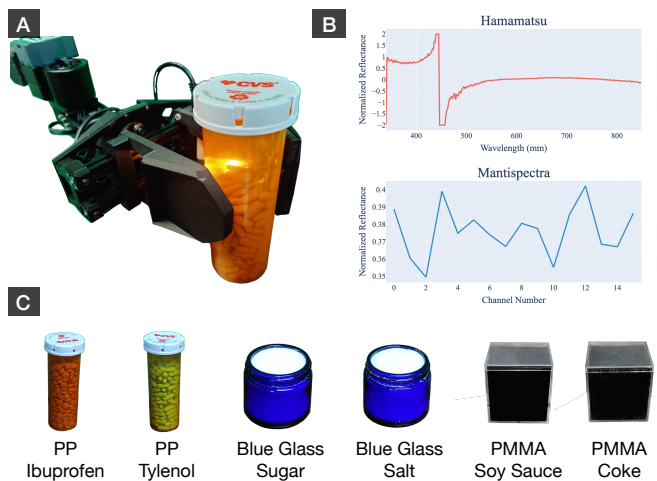 A
CVS
B
Hamamatsu
Normalized Reflectance
2
1.5
1
0.5
0
−0.5
−1
−1.5
−2
400
500
600
700
800
Wavelength (mm)
Mantispectra
Normalized Reflectance
0.4
0.39
0.38
0.37
0.36
0.35
0
2
4
6
8
10
12
14
Channel Number
C
CVS
PP
Ibuprofen
PP
Tylenol
Blue Glass
Sugar
Blue Glass
Salt
PMMA
Soy Sauce
PMMA
Coke